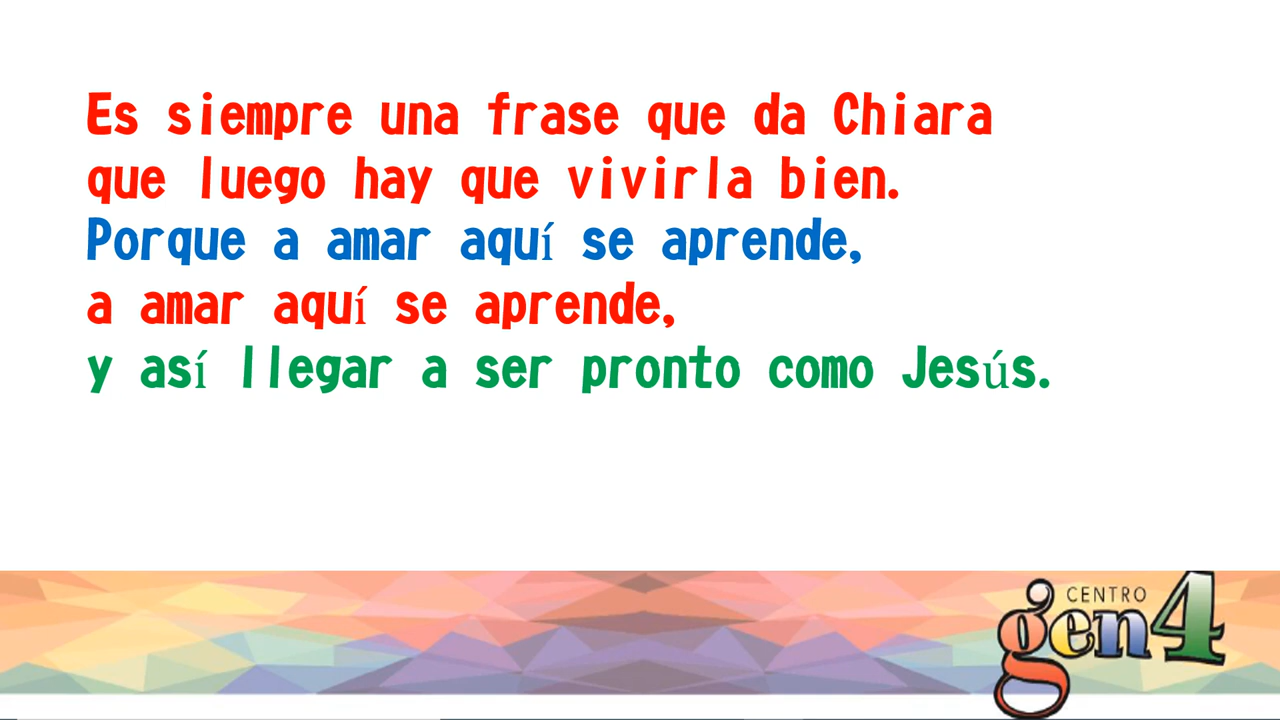 Es siempre una frase que da Chiara
que luego hay que vivirla bien.
Porque a amar aquí se aprende,
a amar aquí se aprende,
y así llegar a ser pronto como Jesús.
CENTRO
gen4